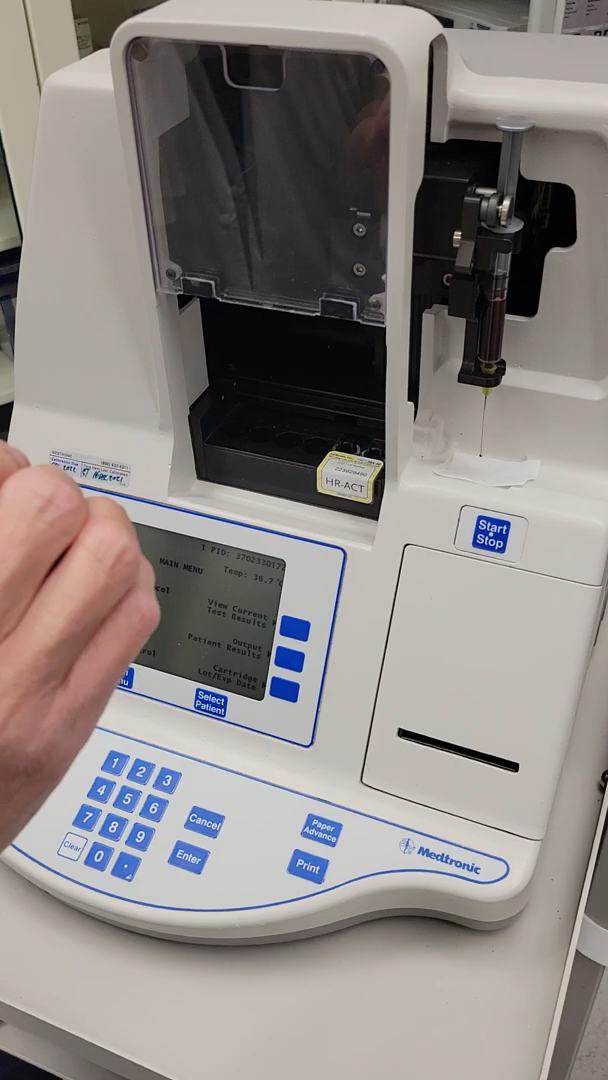 223020490
HR-ACT
Start
Stop
1 PID:
MAIN MENU
Temp: 36.7°C
View Current
Test Results
Output
Patient Results
Cartridge
Lot/Exp Date
Select
Patient
1
2
3
4
5
6
7
8
9
Clear
0
Cancel
Enter
Paper
Advance
Print
Medtronic